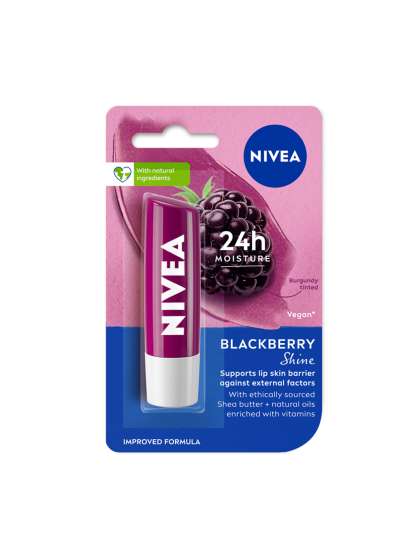 NIVEA
With natural
ingredients
NIVEA
24h
MOISTURE
Burgundy
tinted
Vegan*
BLACKBERRY
Shine
Supports lip skin barrier
against external factors
With ethically sourced
Shea butter + natural oils
enriched with vitamins
IMPROVED FORMULA